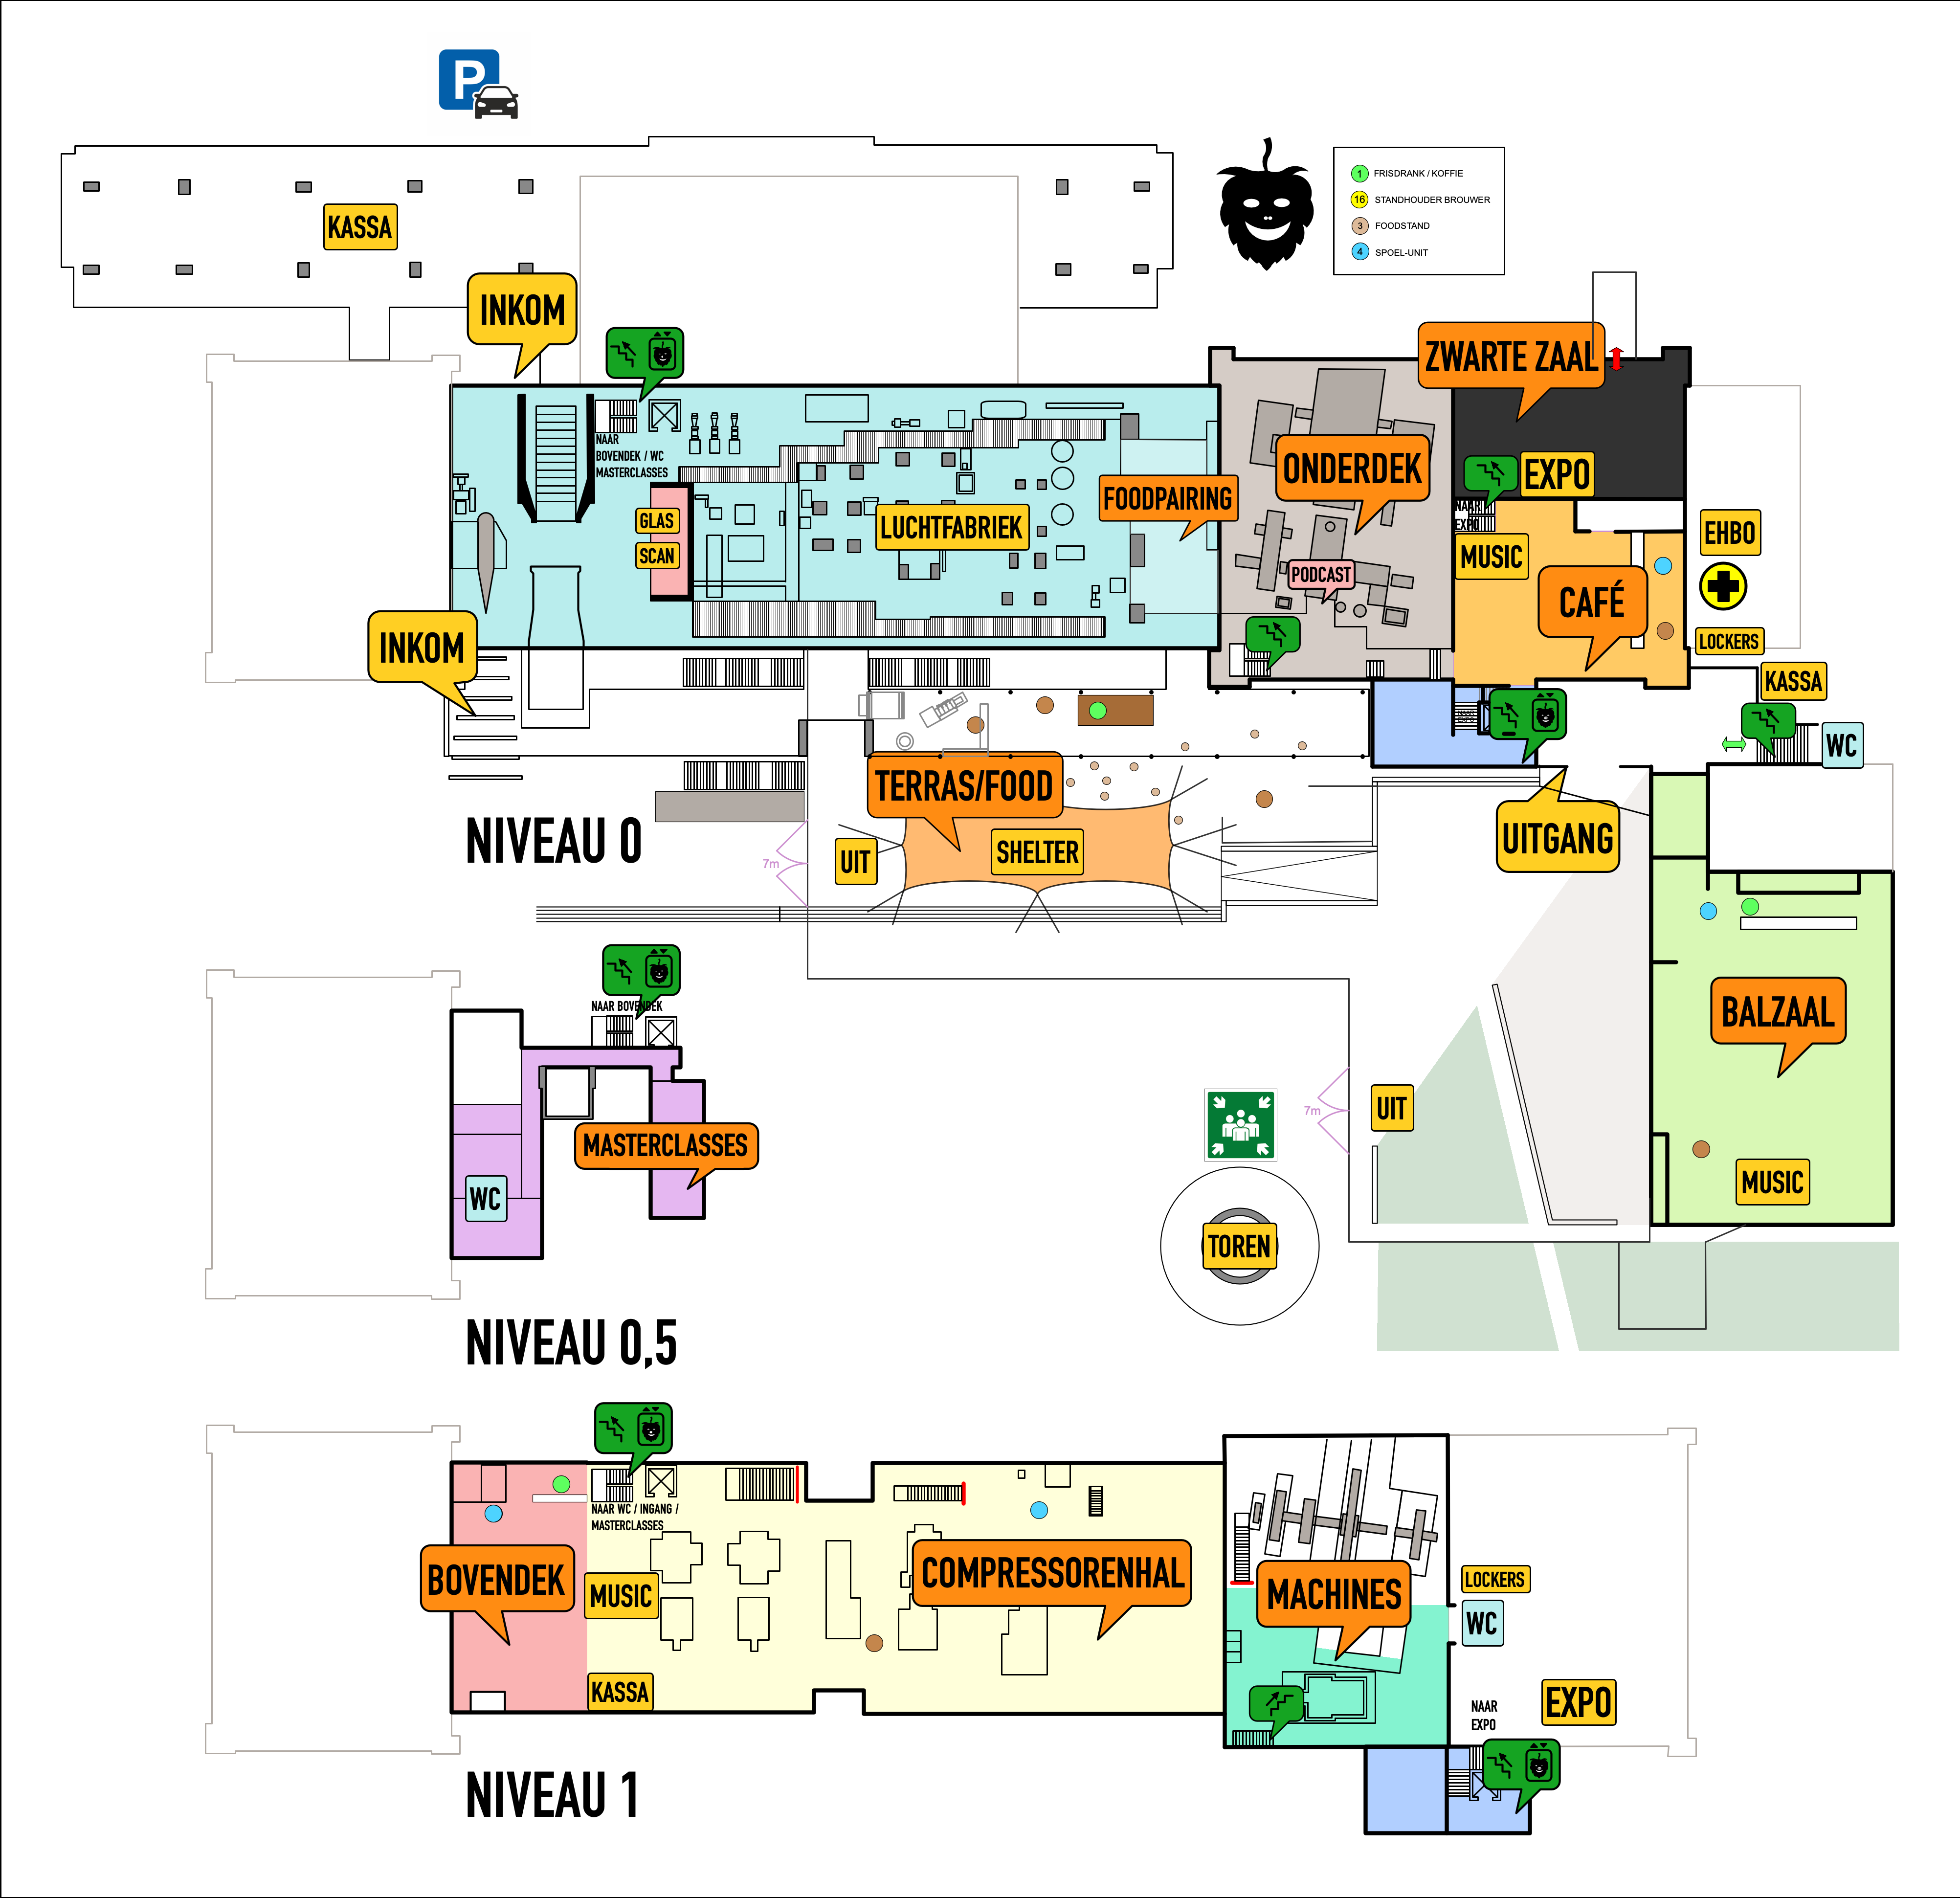 P
1 FRISDRANK / KOFFIE
16 STANDHOUDER BROUWER
3 FOODSTAND
4 SPOEL-UNIT
KASSA
INKOM
ZWARTE ZAAL
NAAR
BOVENDEK / WC
MASTERCLASSES
ONDERDEK
EXPO
FOODPAIRING
GLAS
SCAN
LUCHTFABRIEK
NAAR
EXPO
MUSIC
EHBO
PODCAST
CAFÉ
INKOM
LOCKERS
KASSA
WC
TERRAS/FOOD
NIVEAU 0
7m
UIT
SHELTER
UITGANG
NAAR BOVENDEK
BALZAAL
MASTERCLASSES
WC
7m
UIT
MUSIC
TOREN
NIVEAU 0,5
NAAR WC / INGANG /
MASTERCLASSES
BOVENDEK
MUSIC
COMPRESSORENHAL
MACHINES
LOCKERS
WC
KASSA
EXPO
NAAR
EXPO
NIVEAU 1